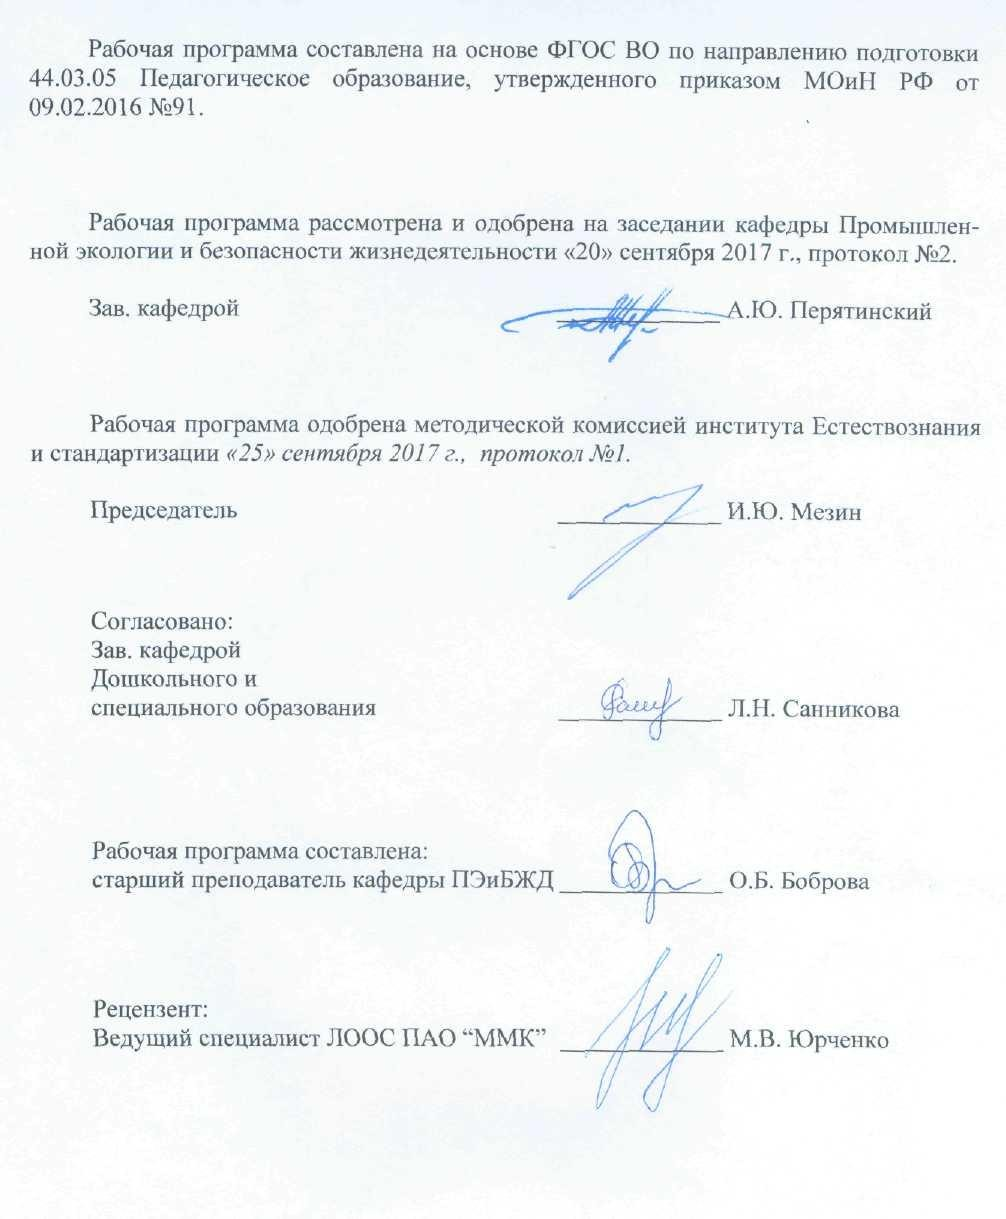 Рабочая программа составлена на основе ФГОС ВО по направлению подготовки
44.03.05 Педагогическое образование, утвержденного приказом МОиН РФ от
09.02.2016 №91.
Рабочая программа рассмотрена и одобрена на заседании кафедры Промышлен-
ной экологии и безопасности жизнедеятельности «20» сентября 2017 г., протокол №2.
Зав. кафедрой А.Ю. Перятинский
Рабочая программа одобрена методической комиссией института Естествознания
и стандартизации «25» сентября 2017 г., протокол №1.
Председатель И.Ю. Мезин
Согласовано:
Зав. кафедрой
Дошкольного и
специального образования Л.Н. Санникова
Рабочая программа составлена:
старший преподаватель кафедры ПЭиБЖД О.Б. Боброва
Рецензент:
Ведущий специалист ЛООС ПАО “ММК” М.В. Юрченко